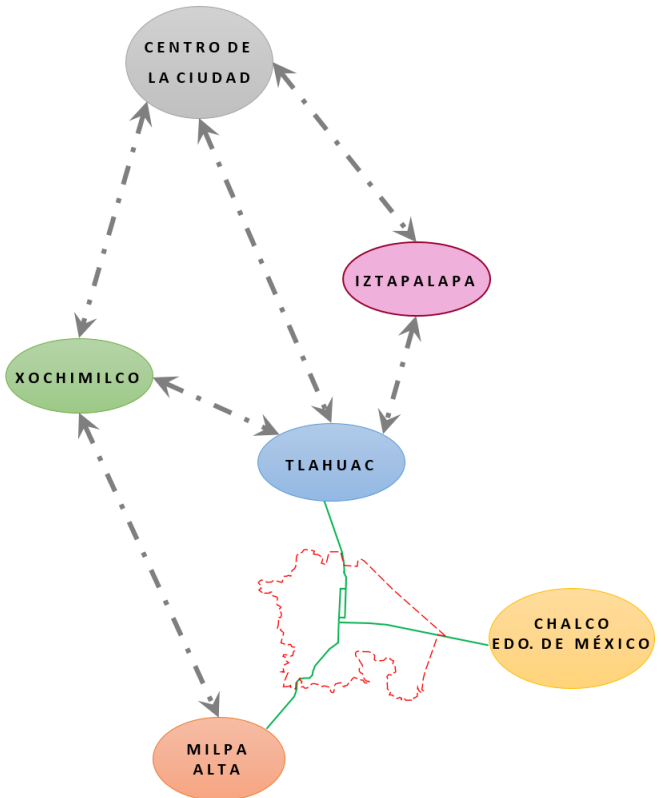 CENTRO DE
LA CIUDAD
IZTAPALAPA
XOCHIMILCO
TLAHUAC
CHALCO
EDO. DE MÉXICO
MILPA
ALTA